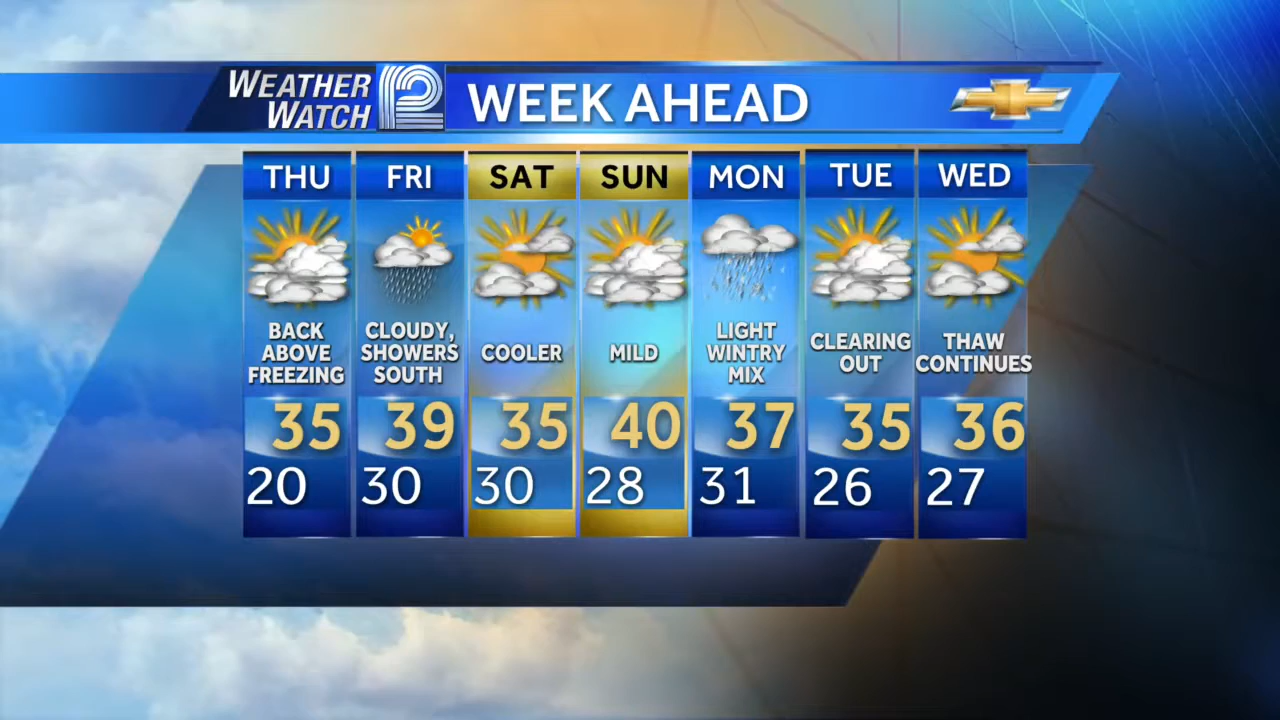 WEATHER
WATCH
12
WEEK AHEAD
THU
BACK
ABOVE
FREEZING
35
20
FRI
CLOUDY,
SHOWERS
SOUTH
39
30
SAT
COOLER
35
30
SUN
MILD
40
28
MON
LIGHT
WINTRY
MIX
37
31
TUE
CLEARING
OUT
35
26
WED
THAW
CONTINUES
36
27